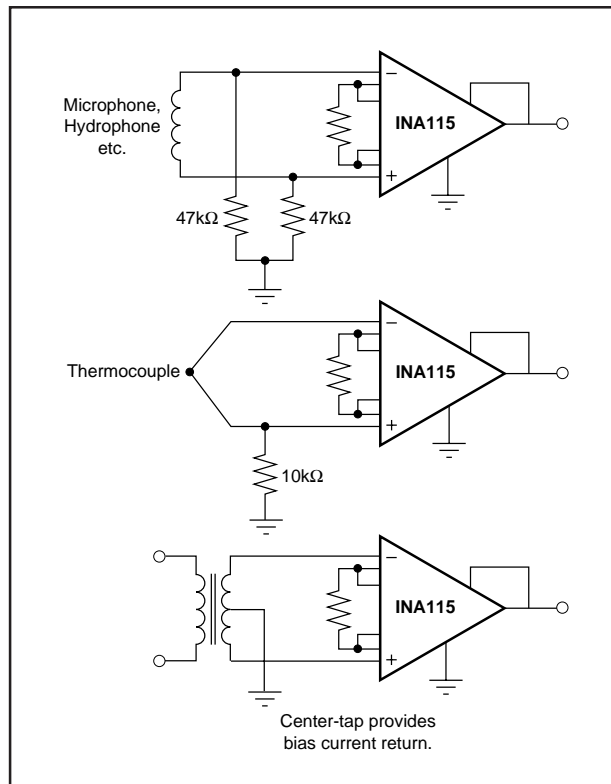 Microphone,
Hydrophone
etc.
−
INA115
+
47kΩ
47kΩ
−
Thermocouple
INA115
+
10kΩ
−
INA115
+
Center-tap provides
bias current return.